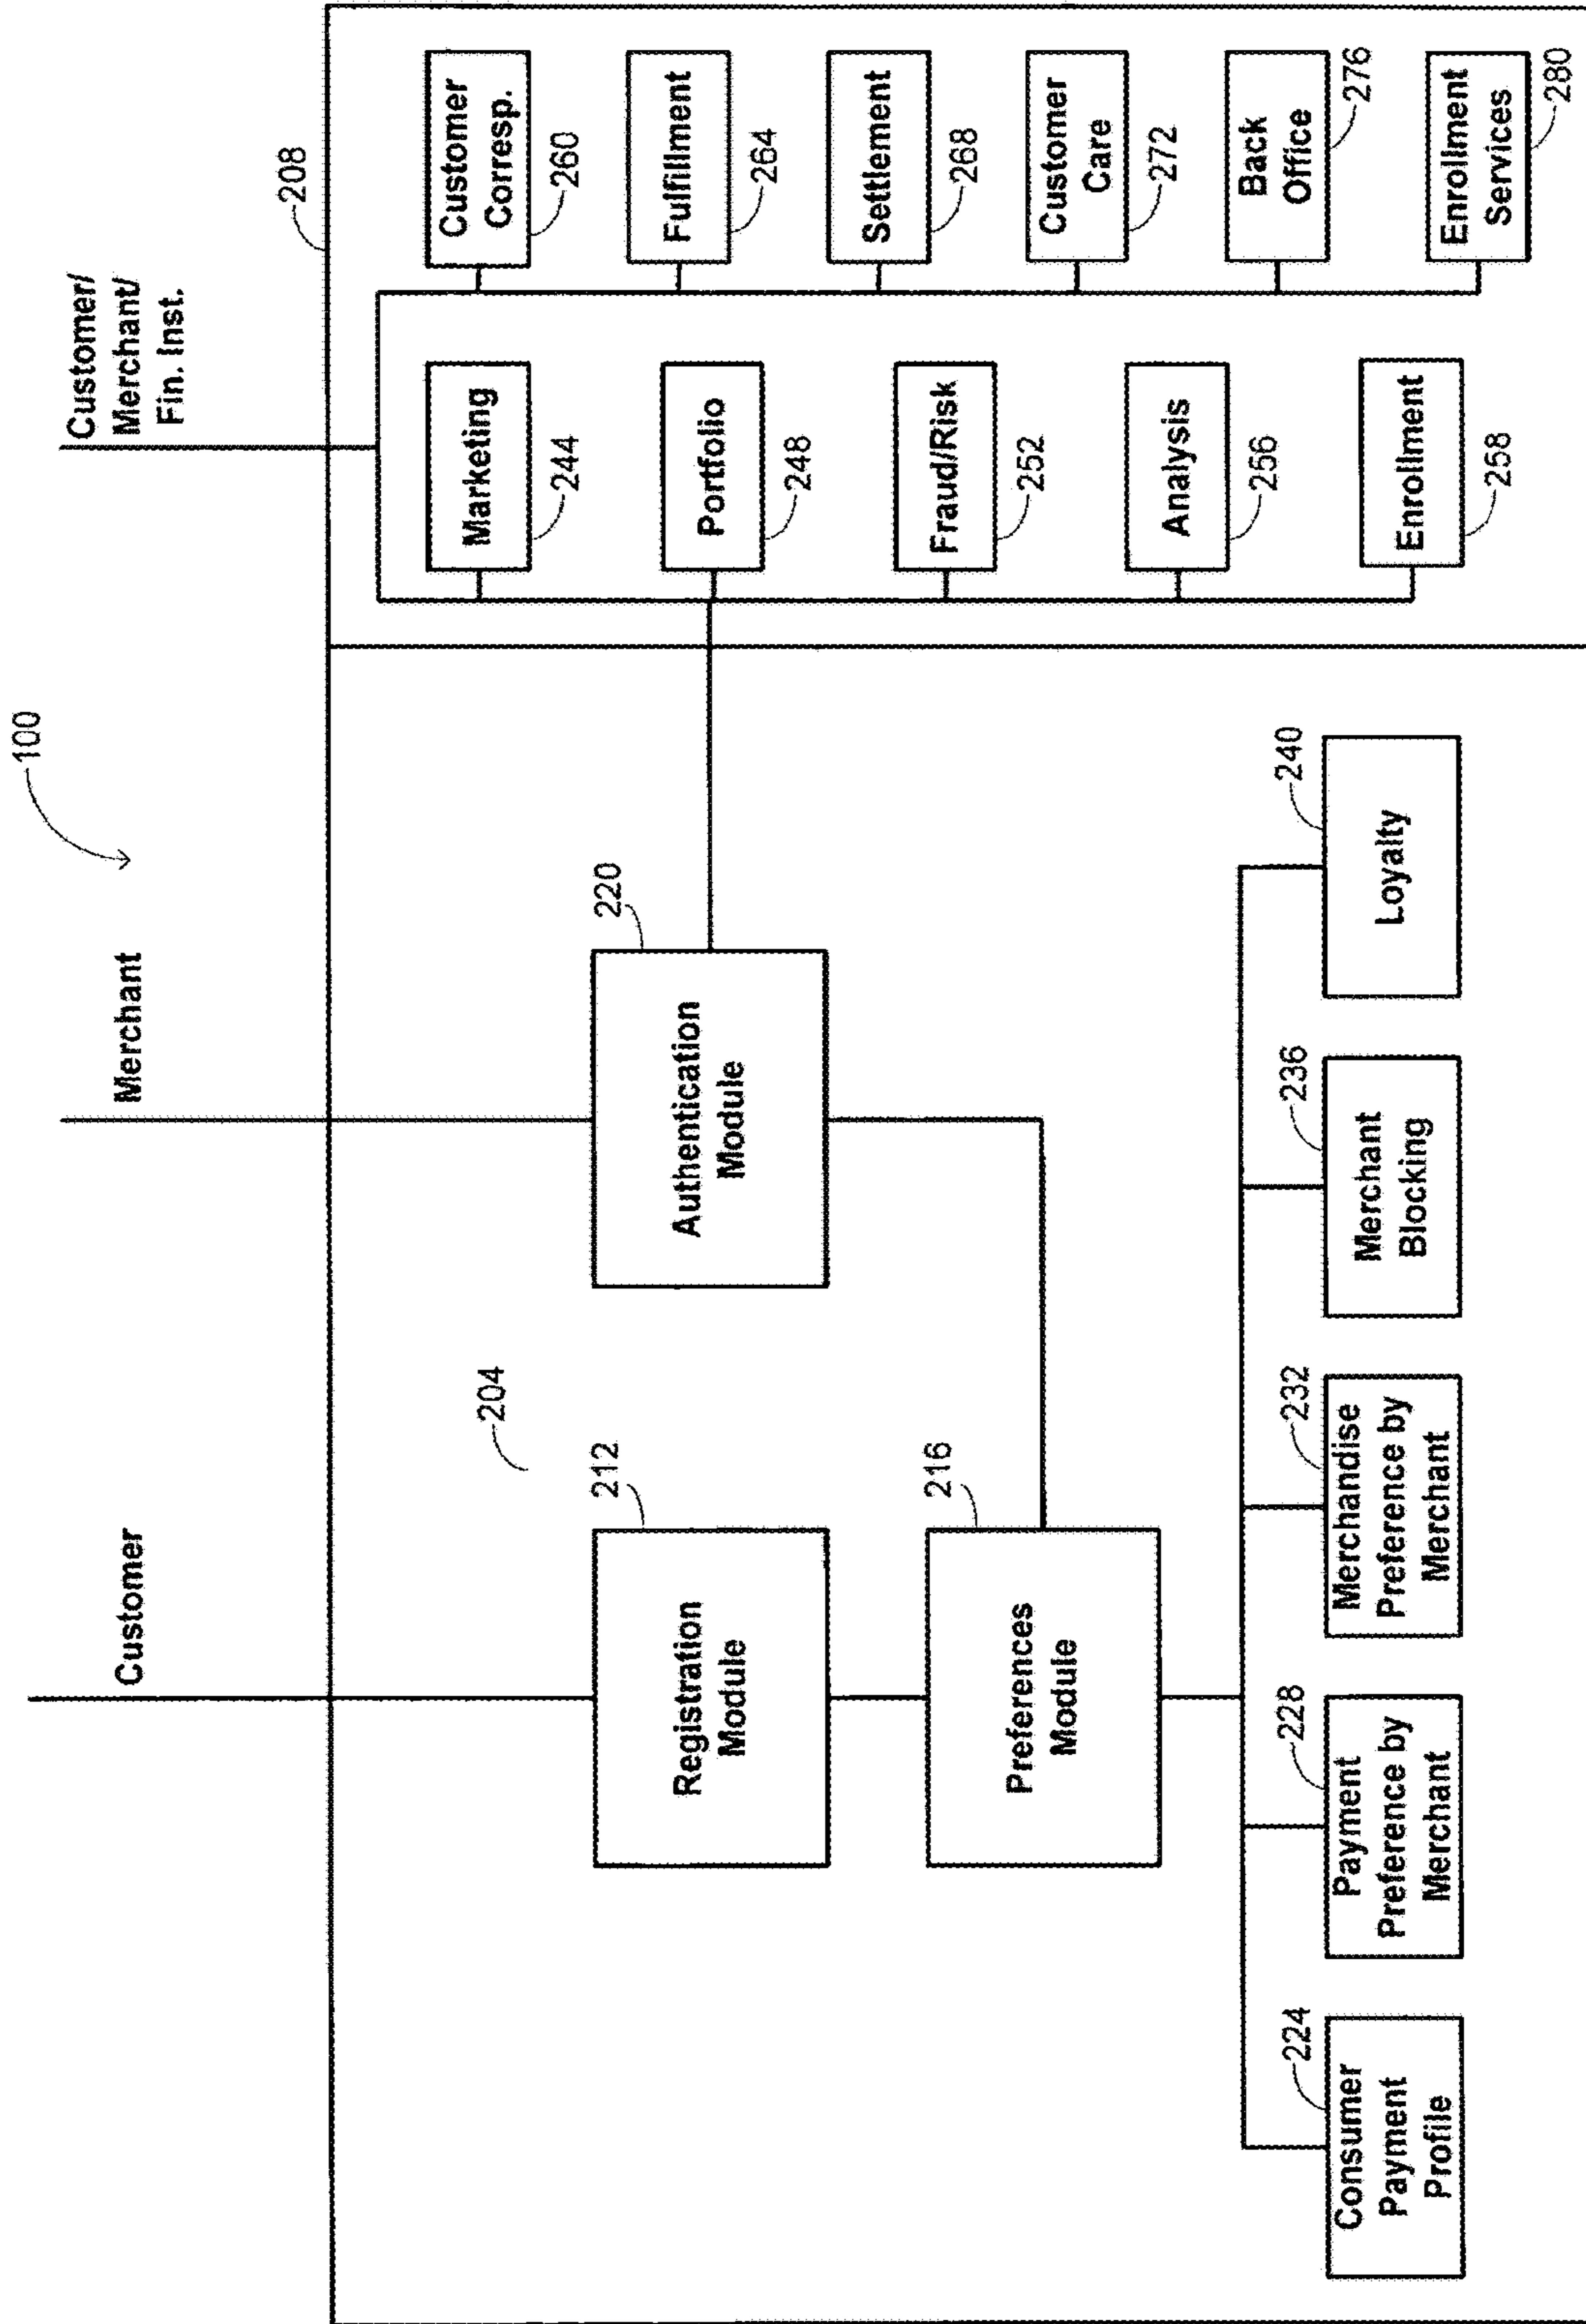 100
Customer
Merchant
Customer/
Merchant/
Fin. Inst.
208
204
212
Registration
Module
220
Authentication
Module
216
Preferences
Module
224
Consumer
Payment
Profile
228
Payment
Preference by
Merchant
232
Merchandise
Preference by
Merchant
236
Merchant
Blocking
240
Loyalty
Marketing
244
Portfolio
248
Fraud/Risk
252
Analysis
256
Enrollment
258
Customer
Corresp.
260
Fulfillment
264
Settlement
268
Customer
Care
272
Back
Office
276
Enrollment
Services
280